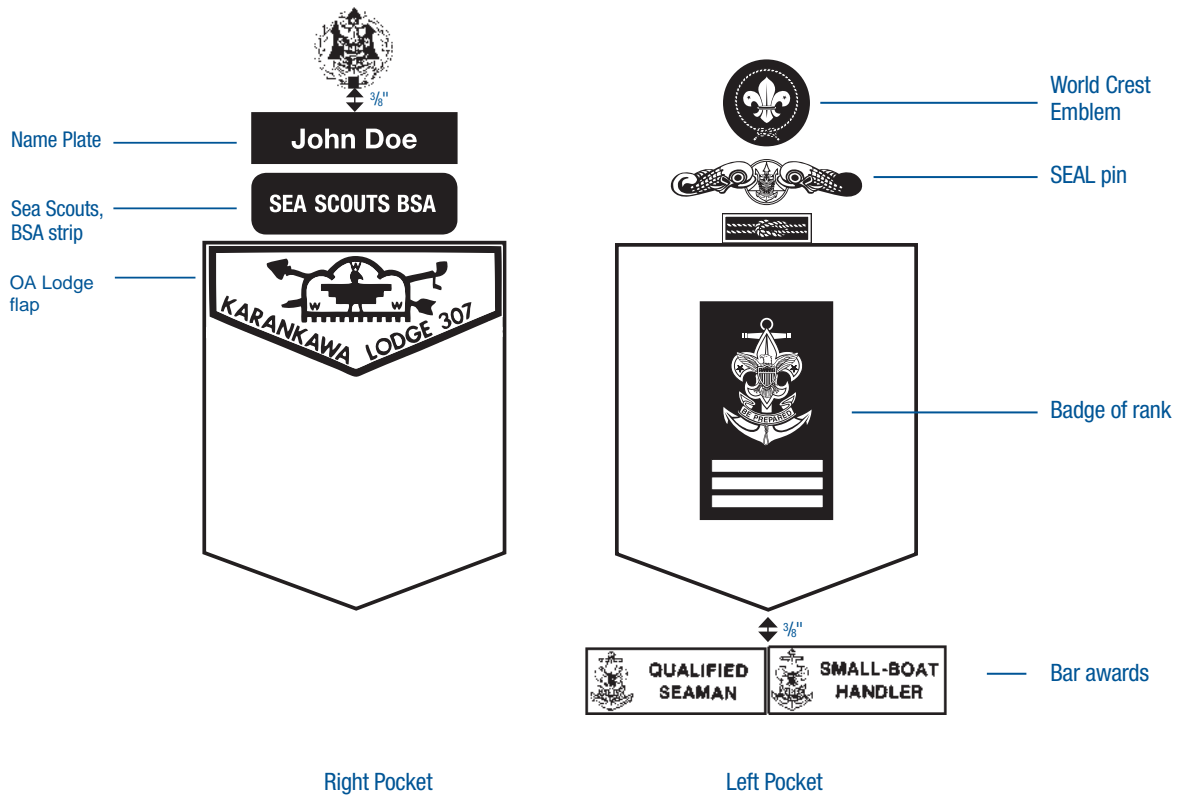 3/8"
Name Plate
John Doe
Sea Scouts,
BSA strip
SEA SCOUTS BSA
OA Lodge
flap
W
W W
KARANKAWA LODGE 307
World Crest
Emblem
SEAL pin
BE PREPARED
Badge of rank
3/8"
QUALIFIED
SEAMAN
SMALL-BOAT
HANDLER
Bar awards
Right Pocket
Left Pocket